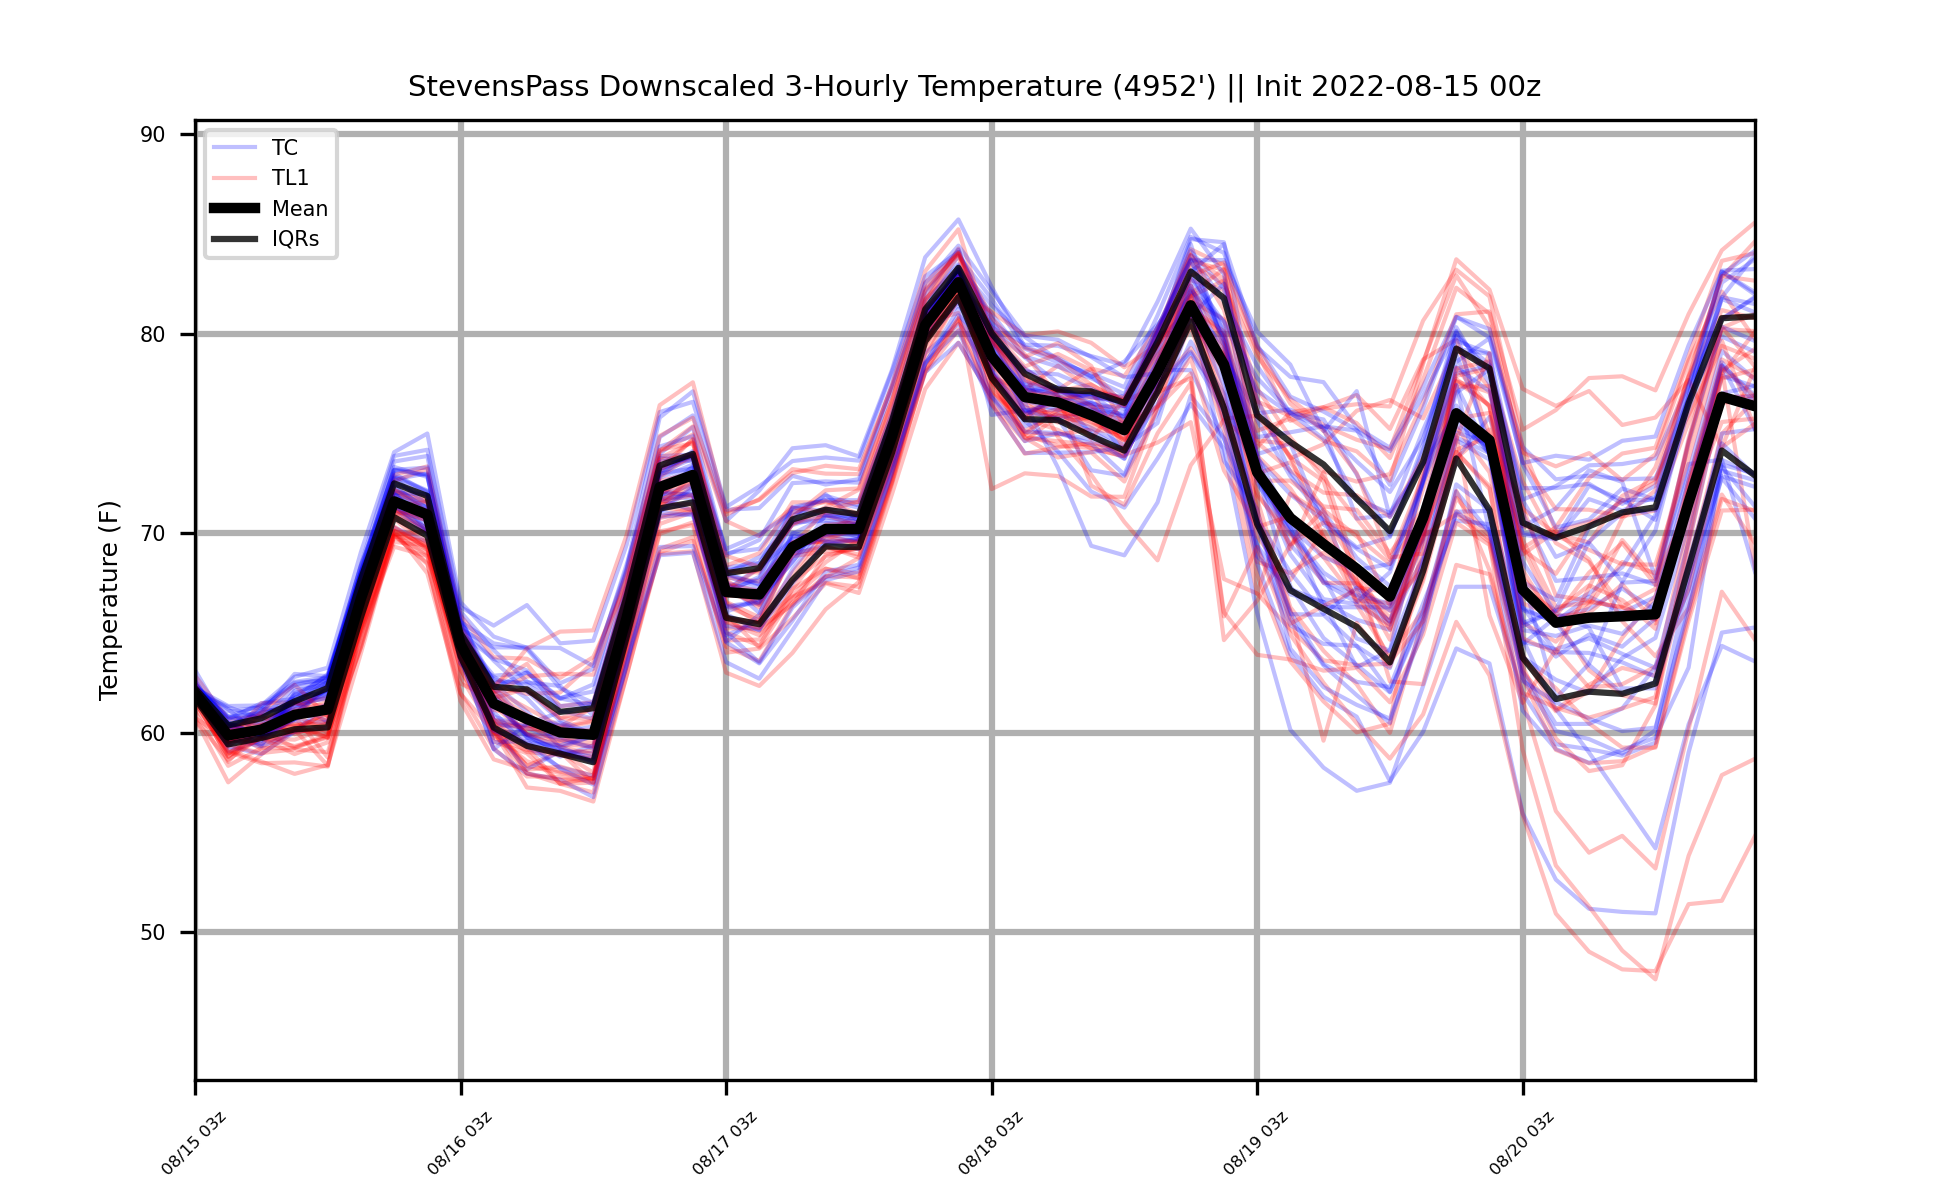 StevensPass Downscaled 3-Hourly Temperature (4952') || Init 2022-08-15 00z
TC
TL1
Mean
IQRs
Temperature (F)
90
80
70
60
50
08/15 03z
08/16 03z
08/17 03z
08/18 03z
08/19 03z
08/20 03z